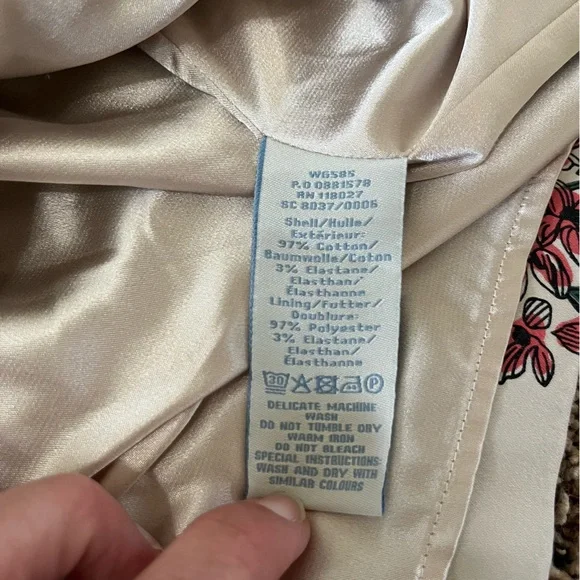 WG585
P.O 0881578
RN 118027
SC 8037/0006
Shell/Hulle/
Extérieur:
97% Cotton/
Baumwolle/Coton
3% Elastane/
Elasthan/
Elasthanne
Lining/Futter/
Doublure:
97% Polyester
3% Elastane/
Elasthan/
Elasthanne
30 P
DELICATE MACHINE
WASH
DO NOT TUMBLE DRY
WARM IRON
DO NOT BLEACH
SPECIAL INSTRUCTIONS:
WASH AND DRY WITH
SIMILAR COLOURS